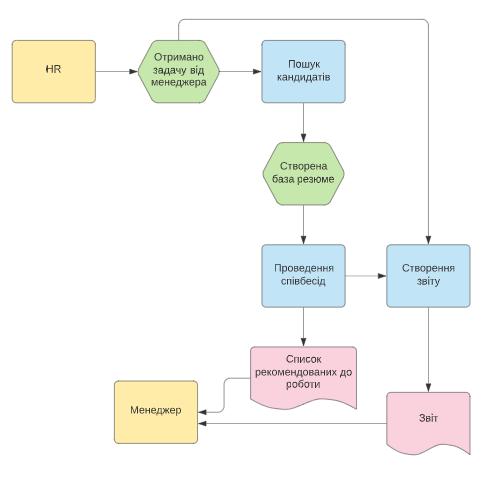 HR
Отримано
задачу від
менеджера
Пошук
кандидатів
Створена
база резюме
Проведення
співбесід
Створення
звіту
Список
рекомендованих до
роботи
Менеджер
Звіт